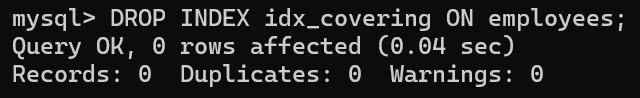 mysql> DROP INDEX idx_covering ON employees;
Query OK, 0 rows affected (0.04 sec)
Records: 0  Duplicates: 0  Warnings: 0